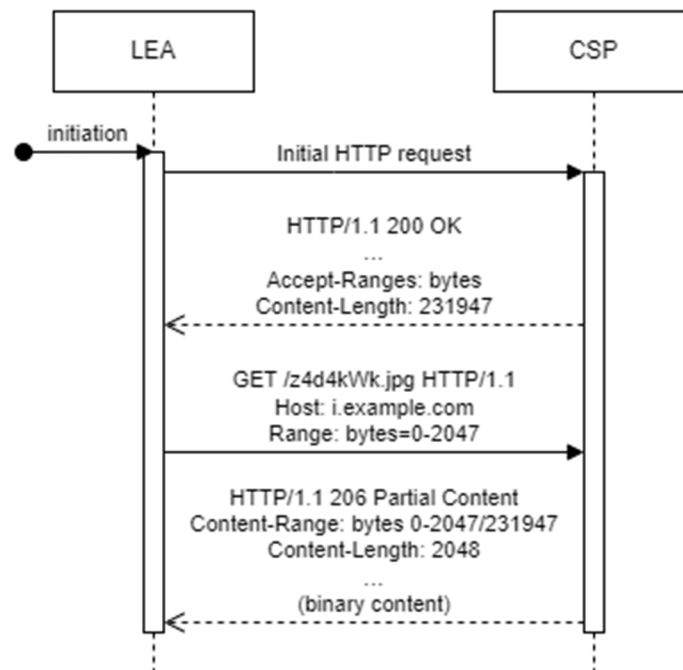 LEA
CSP
initiation
Initial HTTP request
HTTP/1.1 200 OK
...
Accept-Ranges: bytes
Content-Length: 231947
GET /z4d4kWk.jpg HTTP/1.1
Host: i.example.com
Range: bytes=0-2047
HTTP/1.1 206 Partial Content
Content-Range: bytes 0-2047/231947
Content-Length: 2048
...
(binary content)